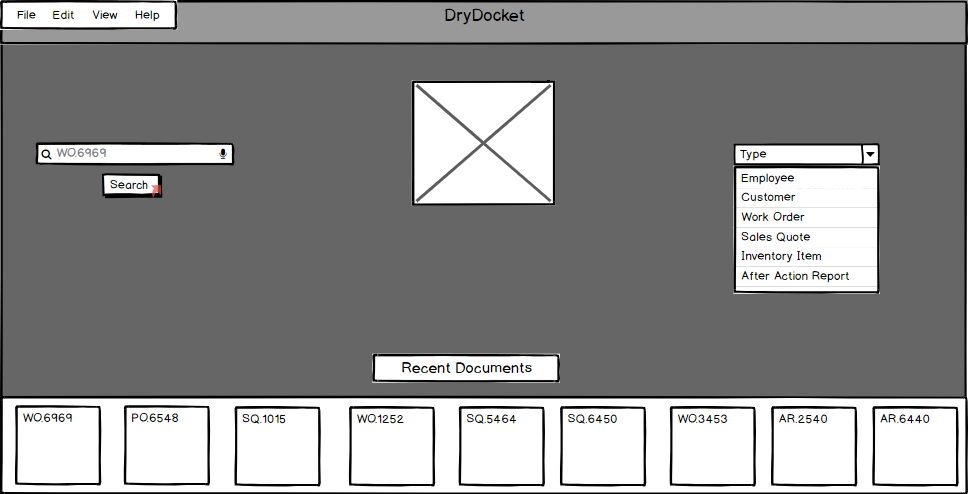 File Edit View Help
DryDocket
WO.6969
Search
Type
Employee
Customer
Work Order
Sales Quote
Inventory Item
After Action Report
Recent Documents
WO.6969
PO.6548
SQ.1015
WO.1252
SQ.5464
SQ.6450
WO.3453
AR.2540
AR.6440